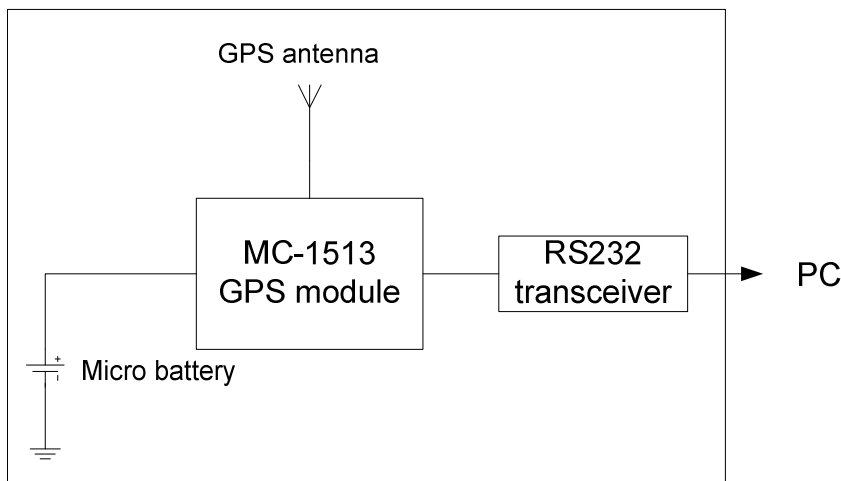 GPS antenna
MC-1513
GPS module
RS232
transceiver
PC
+
-
Micro battery